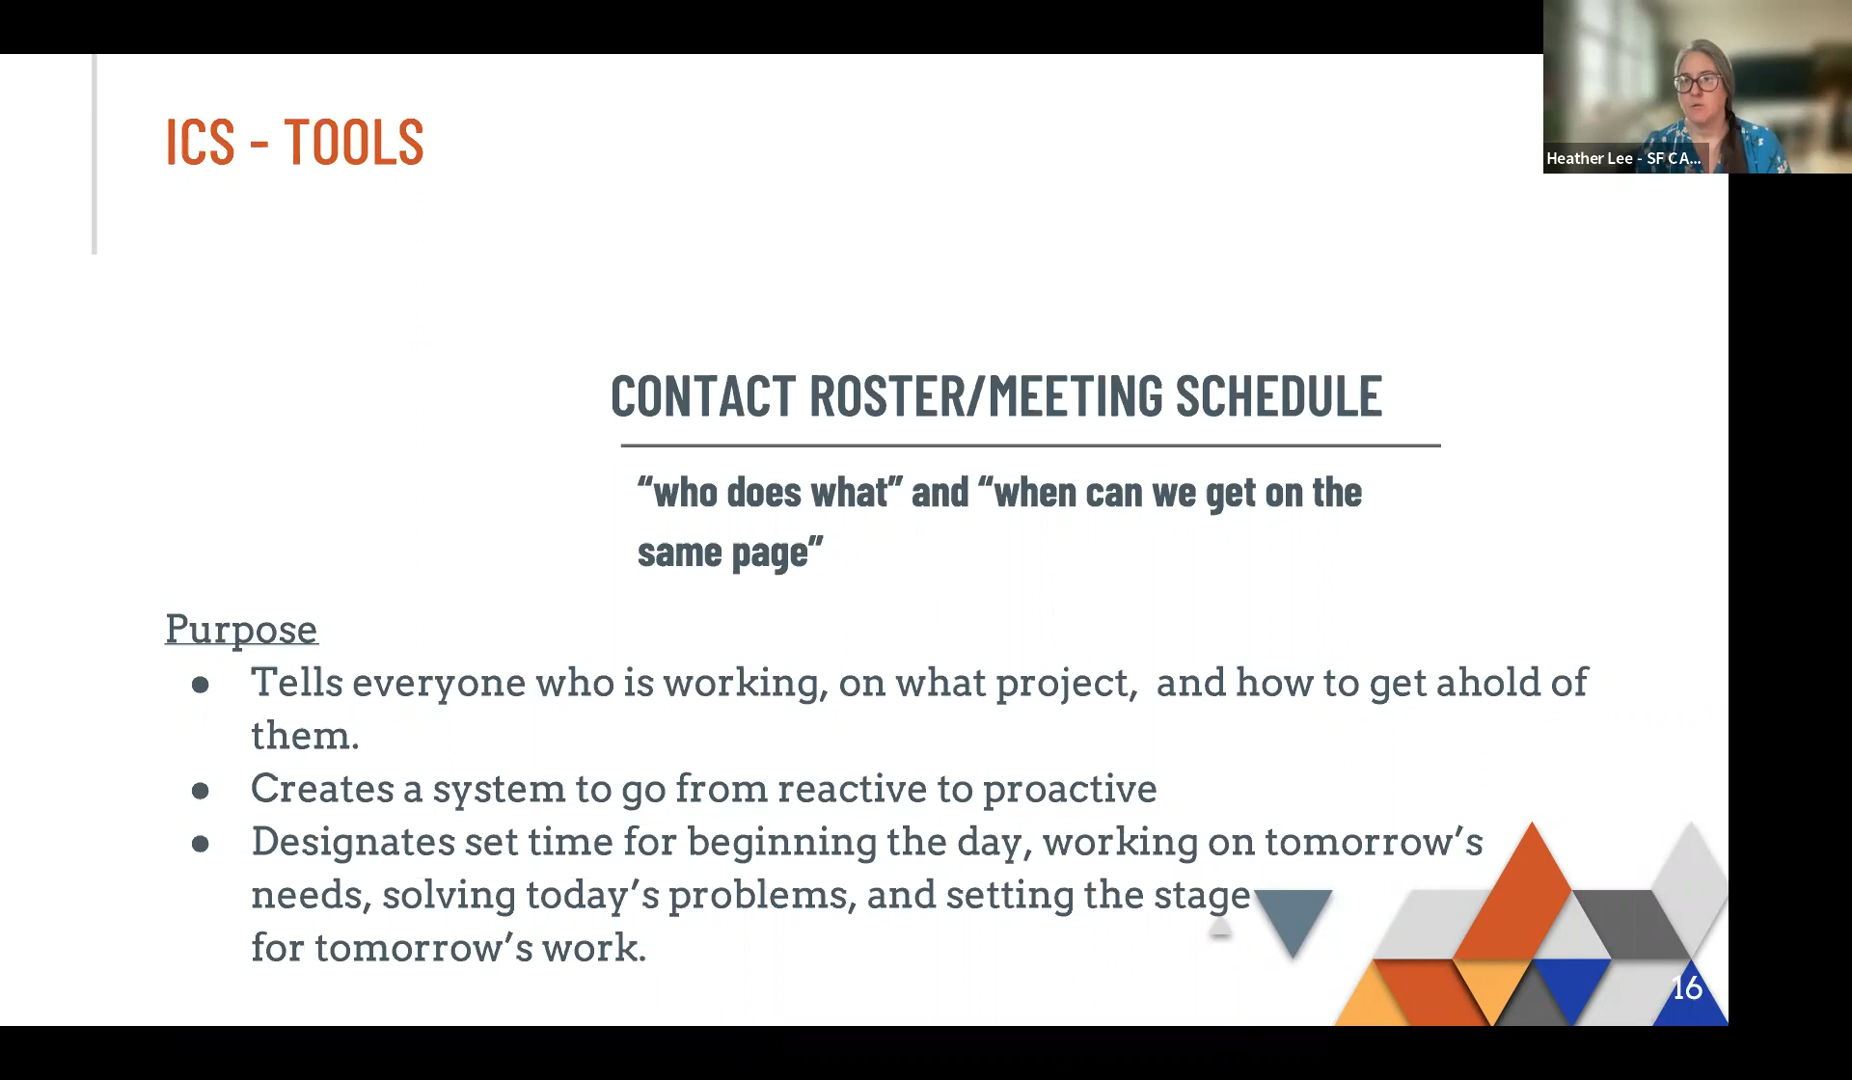 ICS - TOOLS
Heather Lee - SF CA...
CONTACT ROSTER/MEETING SCHEDULE
“who does what” and “when can we get on the
same page”
Purpose
● Tells everyone who is working, on what project, and how to get ahold of
them.
● Creates a system to go from reactive to proactive
● Designates set time for beginning the day, working on tomorrow’s
needs, solving today’s problems, and setting the stage
for tomorrow’s work.
16